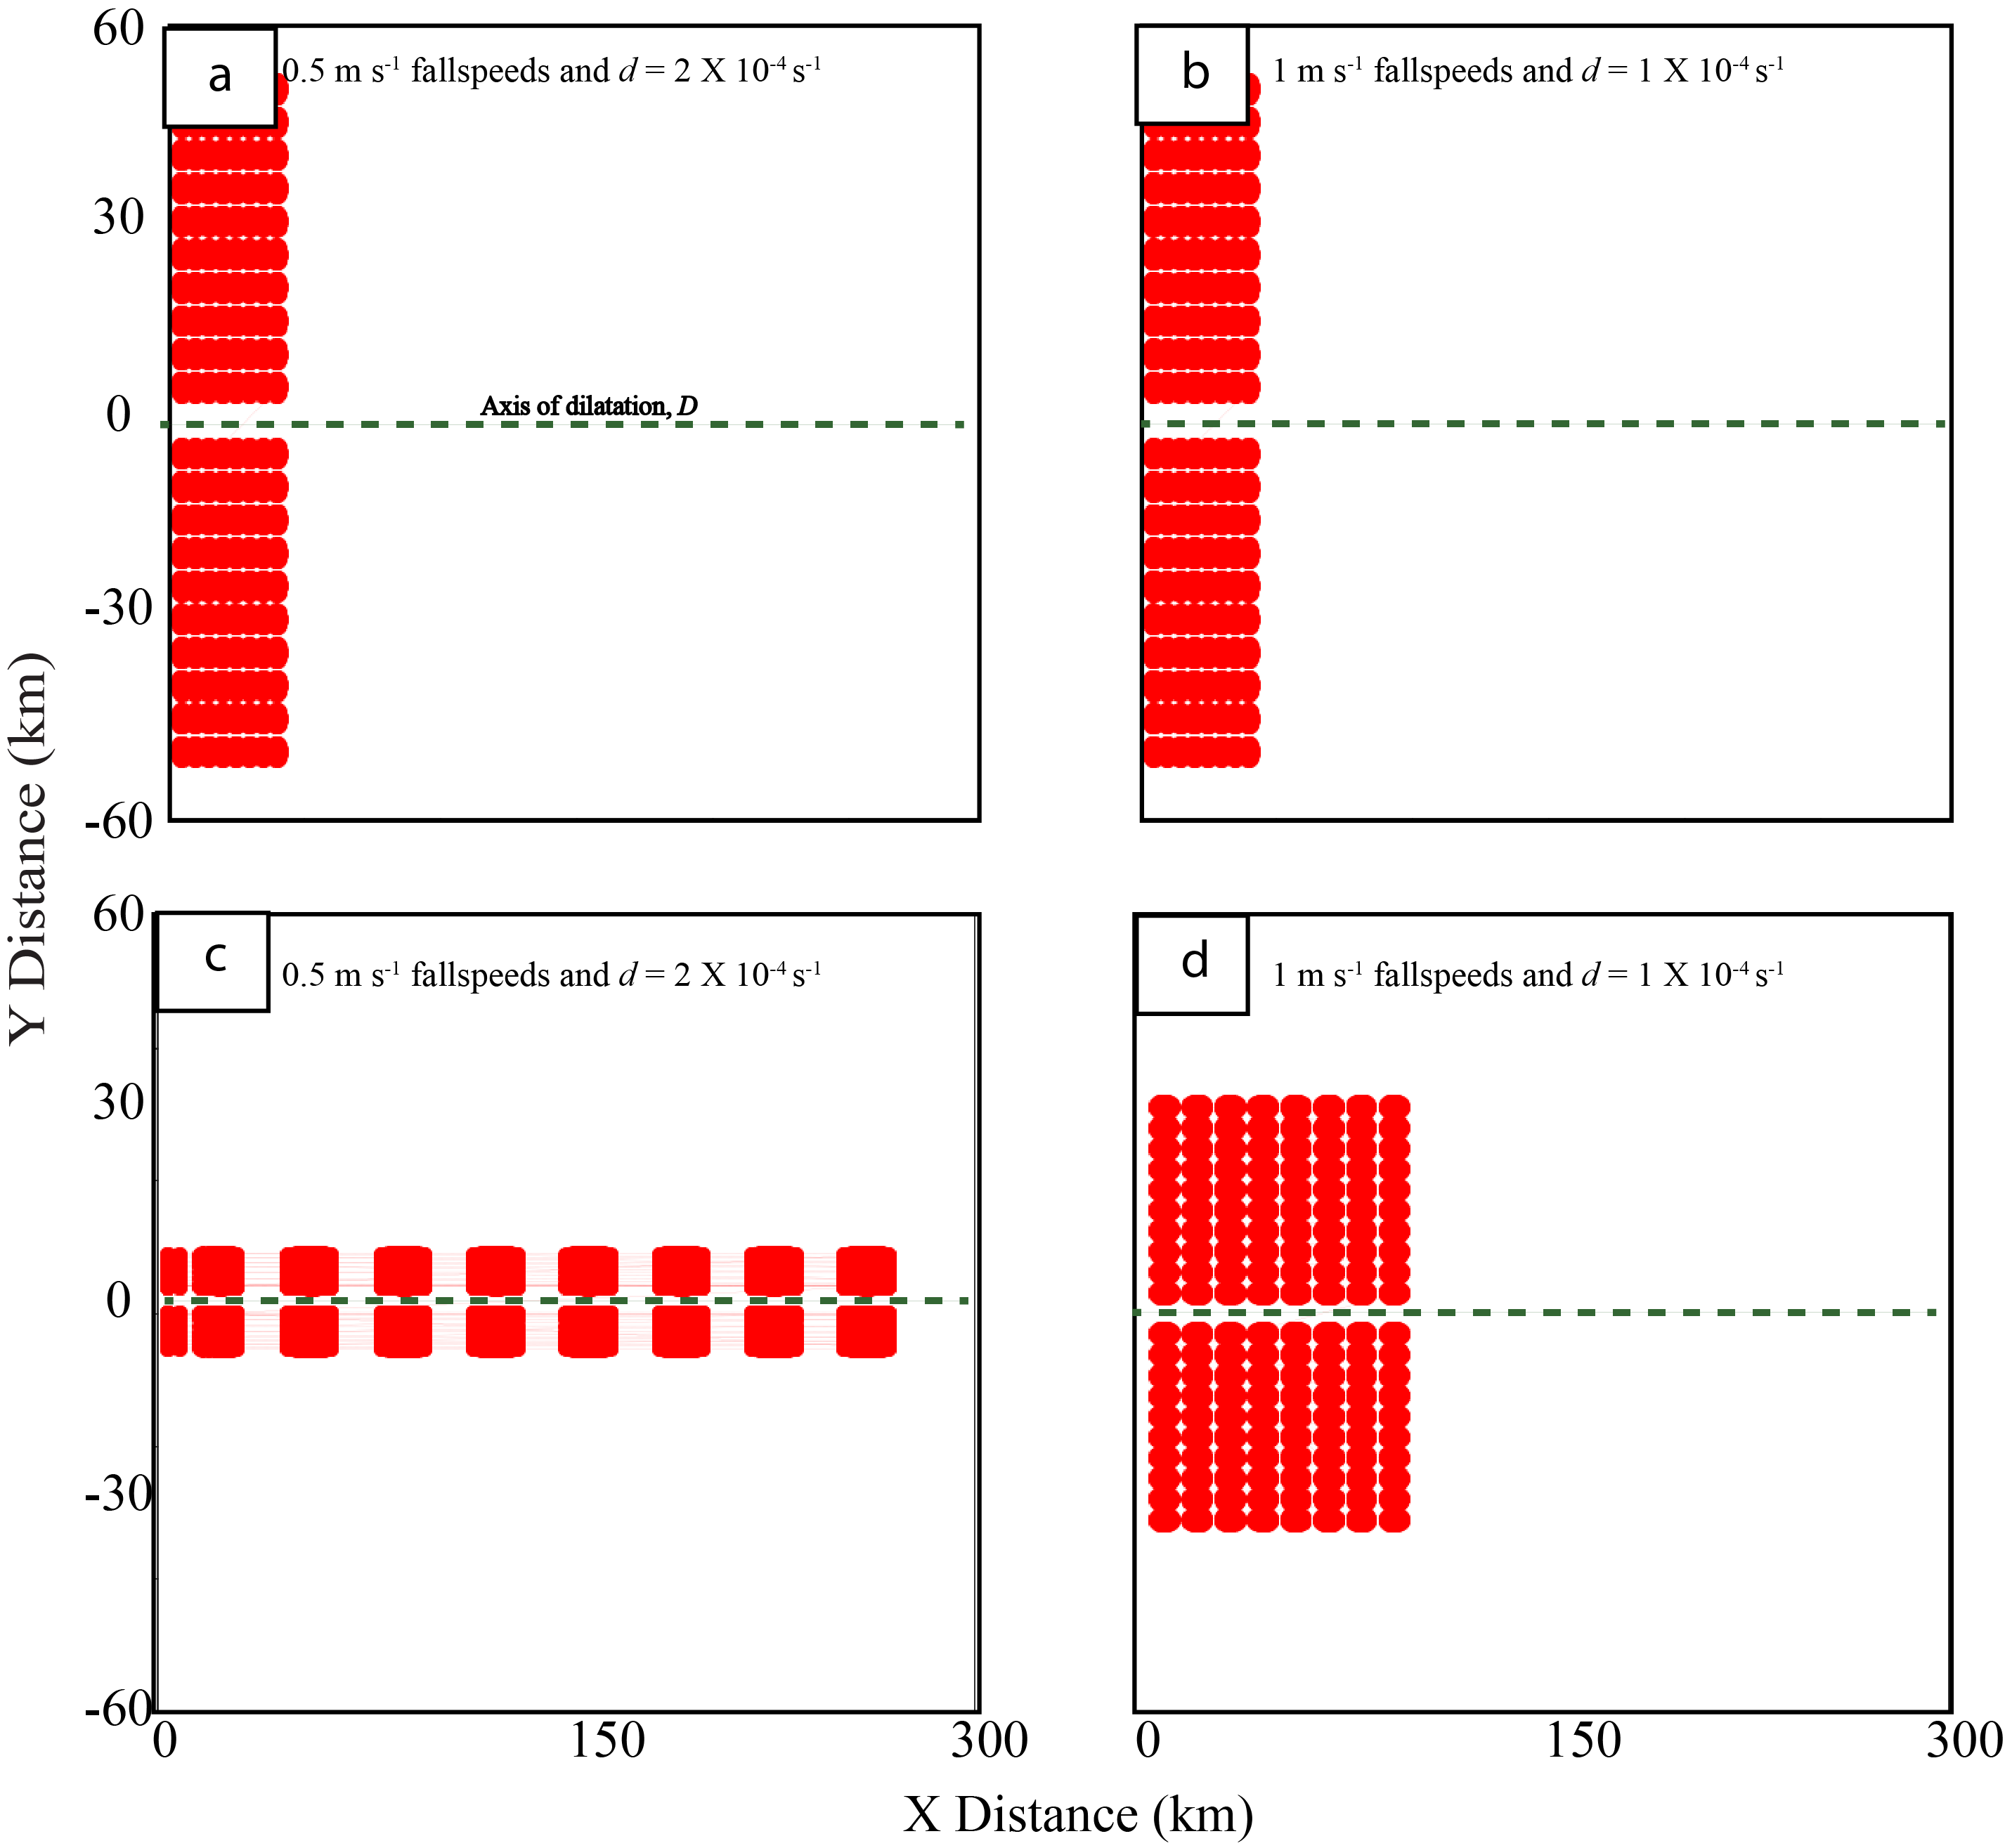 60
a
0.5 m s⁻¹ fallspeeds and d = 2 X 10⁻⁴ s⁻¹
30
0
Axis of dilatation, D
-30
-60
b
1 m s⁻¹ fallspeeds and d = 1 X 10⁻⁴ s⁻¹
Y Distance (km)
60
c
0.5 m s⁻¹ fallspeeds and d = 2 X 10⁻⁴ s⁻¹
30
0
-30
-60
0 150 300
d
1 m s⁻¹ fallspeeds and d = 1 X 10⁻⁴ s⁻¹
0 150 300
X Distance (km)